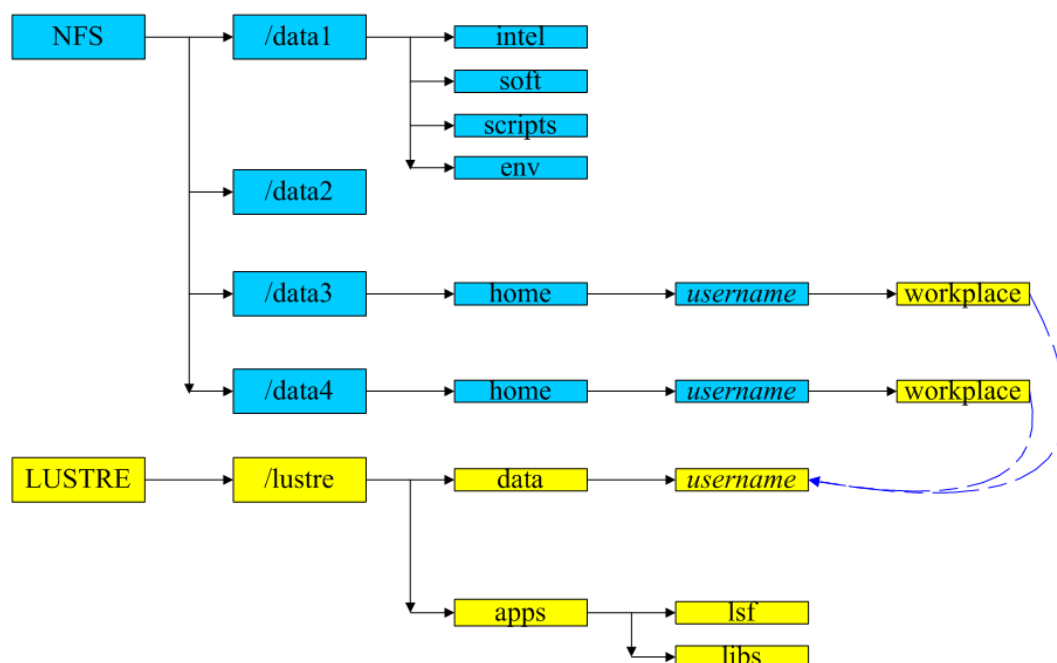 NFS
/data1
intel
soft
scripts
env
/data2
/data3
home
username
workplace
/data4
home
username
workplace
LUSTRE
/lustre
data
username
apps
lsf
libs